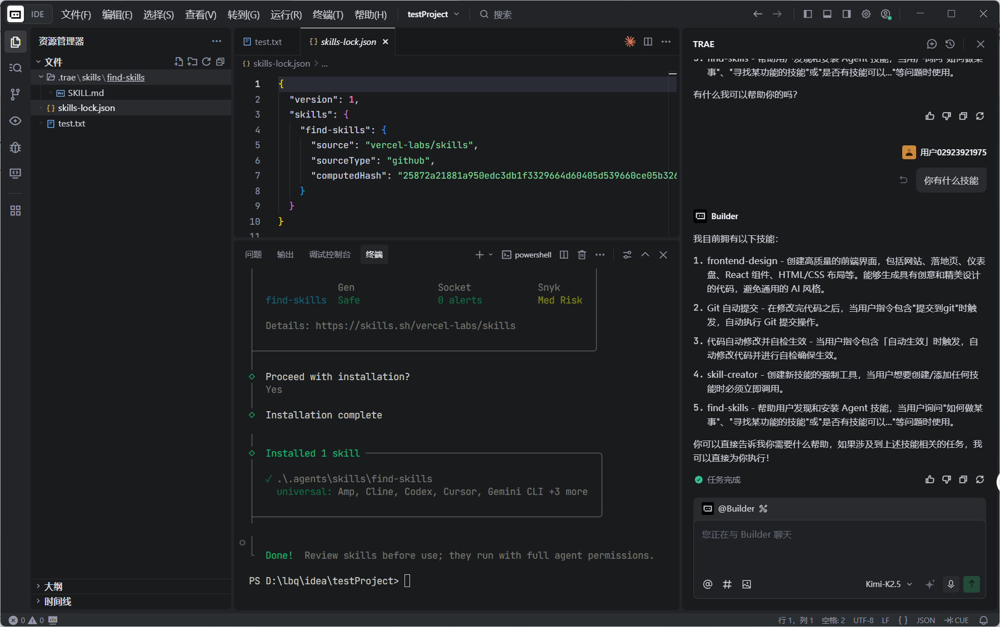 IDE 文件(F) 编辑(E) 选择(S) 查看(V) 转到(G) 运行(R) 终端(T) 帮助(H) testProject 搜索
资源管理器
文件
.trae\skills\find-skills
SKILL.md
skills-lock.json
test.txt
大纲
时间线
test.txt
{} skills-lock.json
{} skills-lock.json > ...
1 {
2 "version": 1,
3 "skills": {
4 "find-skills": {
5 "source": "vercel-labs/skills",
6 "sourceType": "github",
7 "computedHash": "25872a21881a950edc3db1f3329664d60405d539660ce05b326
8 }
9 }
10 }
11
问题 输出 调试控制台 终端 powershell
Gen Socket Snyk
find-skills Safe 0 alerts Med Risk
Details: https://skills.sh/vercel-labs/skills
Proceed with installation?
Yes
Installation complete
Installed 1 skill
✓ .\.agents\skills\find-skills
universal: Amp, Cline, Codex, Cursor, Gemini CLI +3 more
Done! Review skills before use; they run with full agent permissions.
PS D:\lbq\idea\testProject>
TRAE
5. find-skills - 帮助用户发现和安装 Agent 技能，当用户询问"如何做某
事"、"寻找某功能的技能"或"是否有技能可以..."等问题时使用。
有什么我可以帮助你的吗？
用户02923921975
你有什么技能
Builder
我目前拥有以下技能：
1. frontend-design - 创建高质量的前端界面，包括网站、落地页、仪表
盘、React 组件、HTML/CSS 布局等。能够生成具有创意和精美设计
的代码，避免通用的 AI 风格。
2. Git 自动提交 - 在修改完代码之后，当用户指令包含"提交到git"时触
发，自动执行 Git 提交操作。
3. 代码自动修改并自检生效 - 当用户指令包含「自动生效」时触发，自
动修改代码并进行自检确保生效。
4. skill-creator - 创建新技能的强制工具，当用户想要创建/添加任何技
能时必须立即调用。
5. find-skills - 帮助用户发现和安装 Agent 技能，当用户询问"如何做某
事"、"寻找某功能的技能"或"是否有技能可以..."等问题时使用。
你可以直接告诉我你需要什么帮助，如果涉及到上述技能相关的任务，我
可以直接为你执行！
任务完成
@Builder
您正在与 Builder 聊天
@ # Kimi-K2.5
0 0 行 1，列 1 空格: 2 UTF-8 LF {} JSON CUE